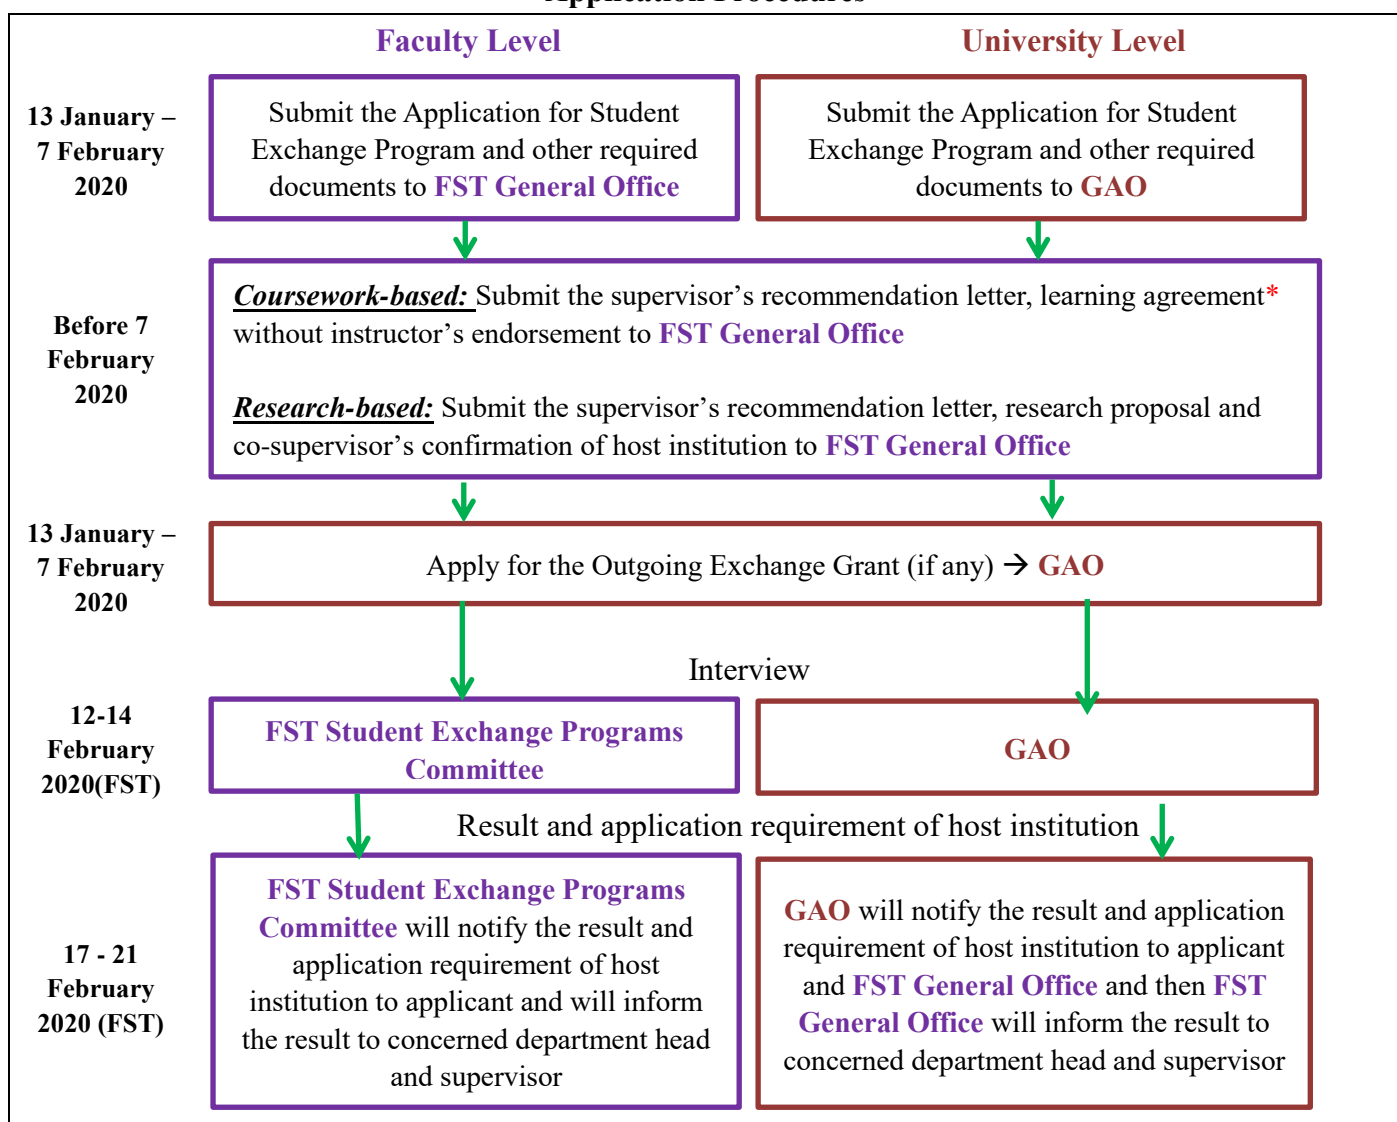 Application Procedures
Faculty Level
University Level
13 January –
7 February
2020
Submit the Application for Student
Exchange Program and other required
documents to FST General Office
Submit the Application for Student
Exchange Program and other required
documents to GAO
Before 7
February
2020
Coursework-based: Submit the supervisor’s recommendation letter, learning agreement*
without instructor’s endorsement to FST General Office
Research-based: Submit the supervisor’s recommendation letter, research proposal and
co-supervisor’s confirmation of host institution to FST General Office
13 January –
7 February
2020
Apply for the Outgoing Exchange Grant (if any) → GAO
Interview
12-14
February
2020(FST)
FST Student Exchange Programs
Committee
GAO
Result and application requirement of host institution
17 - 21
February
2020 (FST)
FST Student Exchange Programs
Committee will notify the result and
application requirement of host
institution to applicant and will inform
the result to concerned department head
and supervisor
GAO will notify the result and application
requirement of host institution to applicant
and FST General Office and then FST
General Office will inform the result to
concerned department head and supervisor